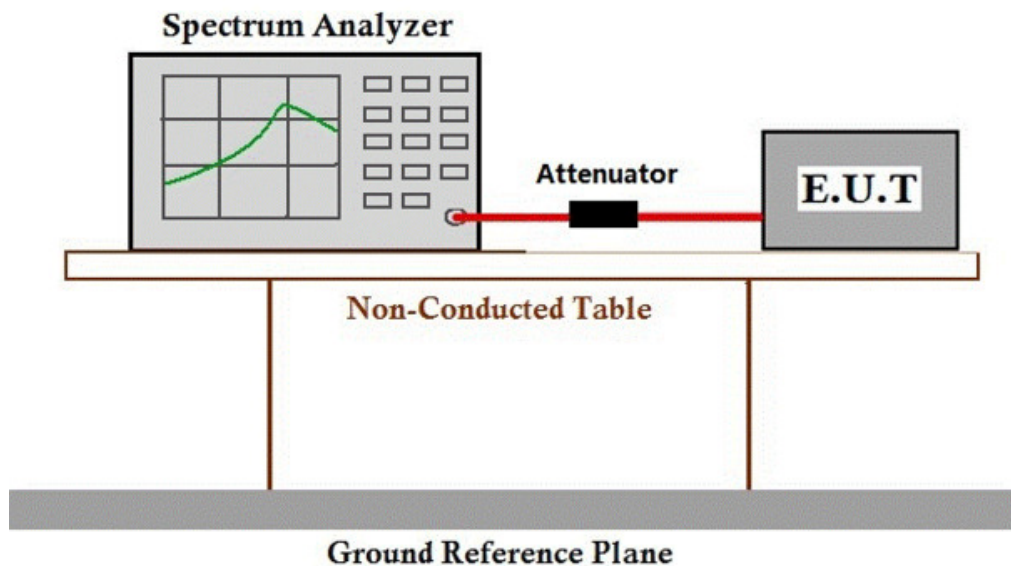 Spectrum Analyzer
Attenuator
E.U.T
Non-Conducted Table
Ground Reference Plane